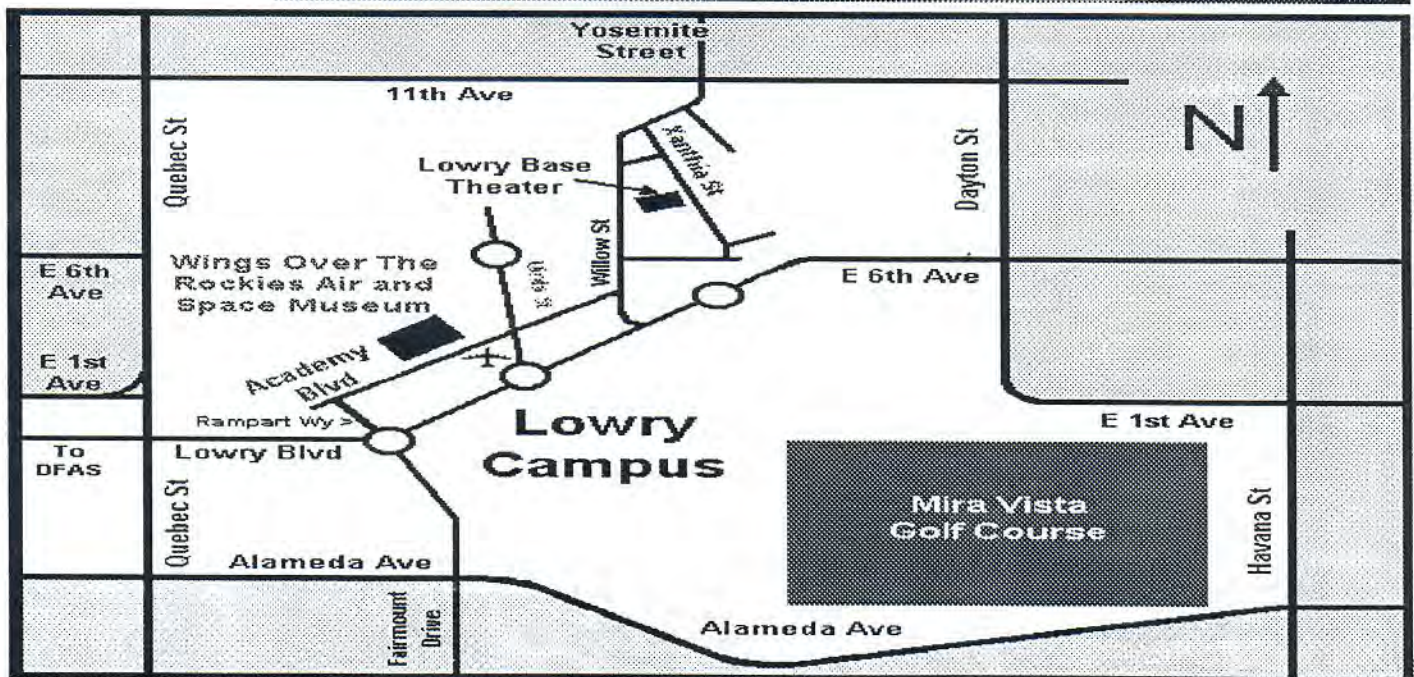 Yosemite
Street
11th Ave
N
Quebec St
Xanthia St
Dayton St
Lowry Base
Theater
Willow St
E 6th
Ave
Wings Over The
Rockies Air and
Space Museum
E 6th Ave
E 1st
Ave
Academy
Blvd
Rampart Wy >
E 1st Ave
Lowry
Campus
To
DFAS
Lowry Blvd
Quebec St
Mira Vista
Golf Course
Havana St
Alameda Ave
Fairmount
Drive
Alameda Ave